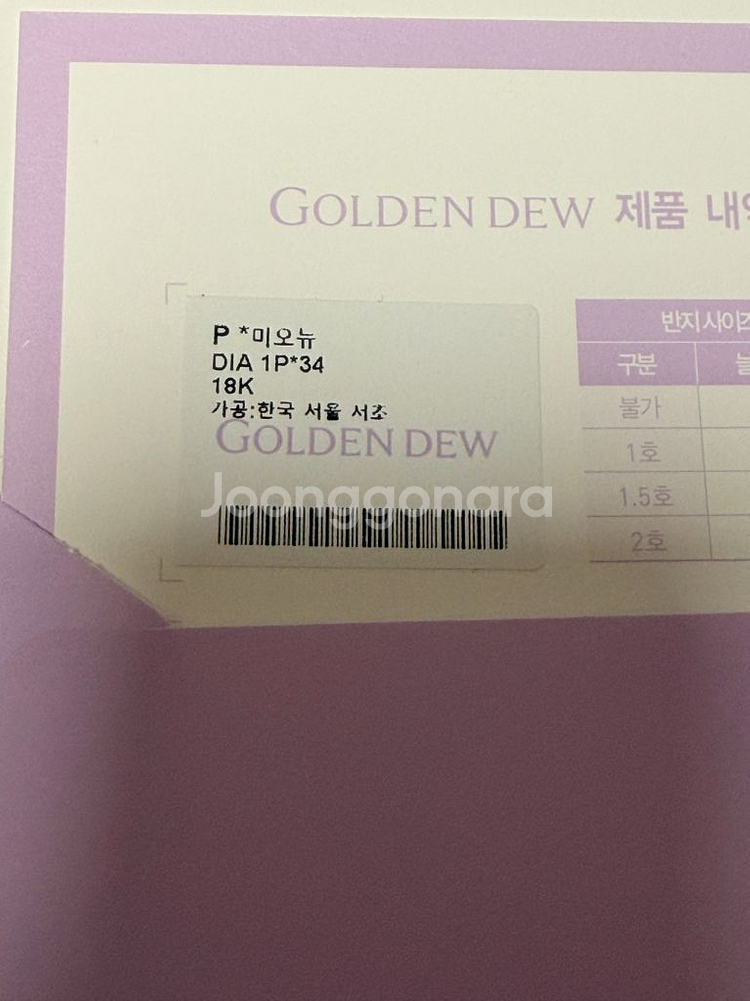 GOLDEN DEW 제품
P *미오뉴
DIA 1P*34
18K
가공:한국 서울 서초
GOLDEN DEW
Joonggonara
반지사이즈
구분
불가
1호
1.5호
2호